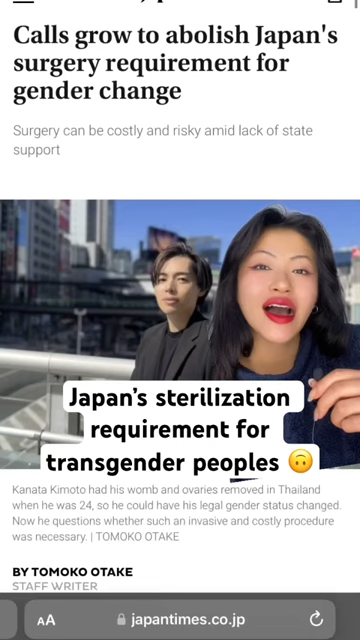 Calls grow to abolish Japan's
surgery requirement for
gender change
Surgery can be costly and risky amid lack of state
support
Japan's sterilization
requirement for
transgender peoples 🙃
Kanata Kimoto had his womb and ovaries removed in Thailand
when he was 24, so he could have his legal gender status changed.
Now he questions whether such an invasive and costly procedure
was necessary. | TOMOKO OTAKE
BY TOMOKO OTAKE
STAFF WRITER
AA
japantimes.co.jp